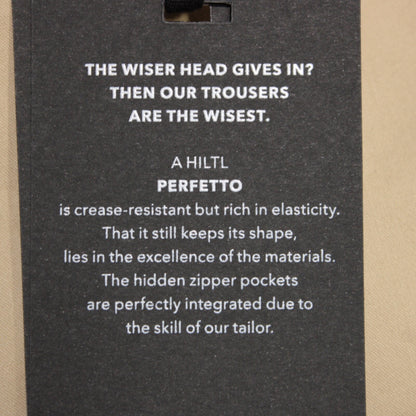 THE WISER HEAD GIVES IN?
THEN OUR TROUSERS
ARE THE WISEST.
A HILTL
PERFETTO
is crease-resistant but rich in elasticity.
That it still keeps its shape,
lies in the excellence of the materials.
The hidden zipper pockets
are perfectly integrated due to
the skill of our tailor.